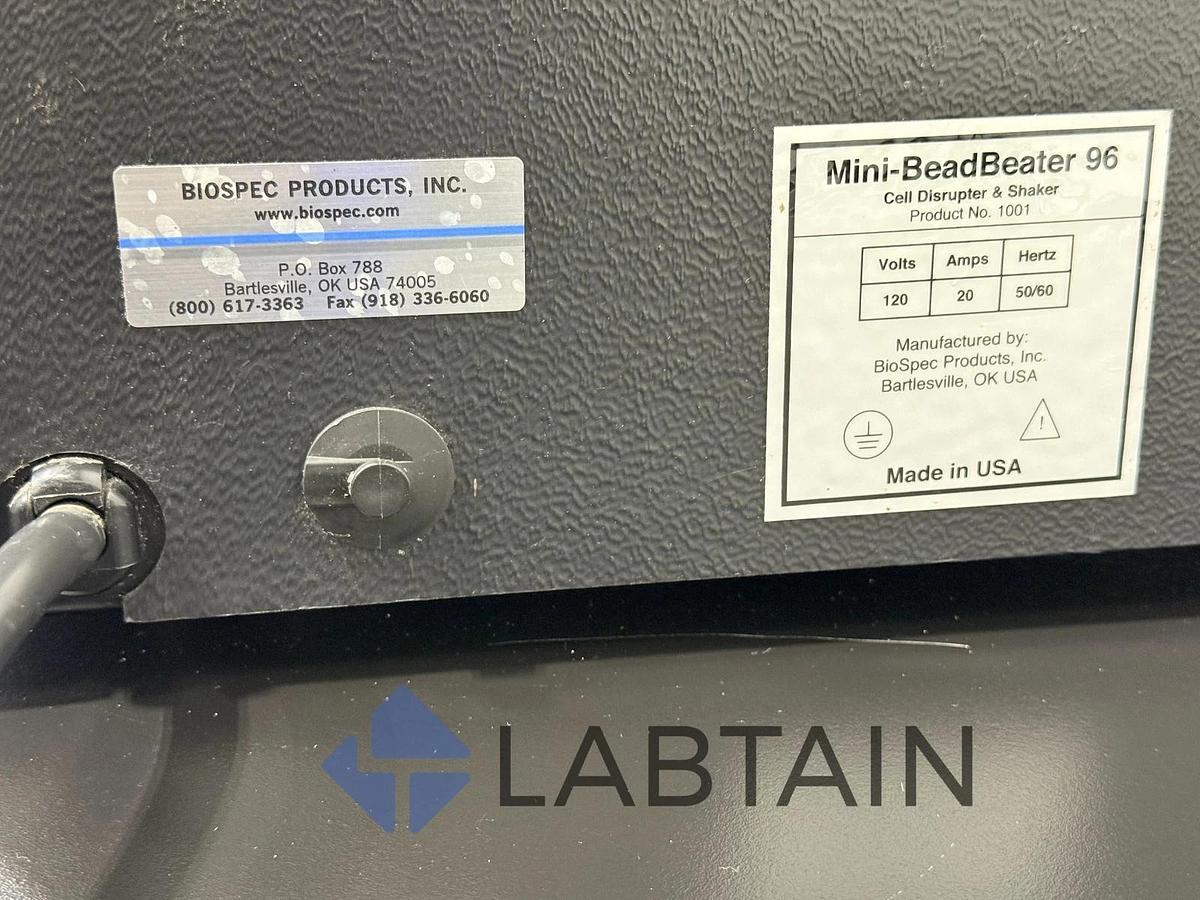 BIOSPEC PRODUCTS, INC.
www.biospec.com
P.O. Box 788
Bartlesville, OK USA 74005
(800) 617-3363 Fax (918) 336-6060
Mini-BeadBeater 96
Cell Disrupter & Shaker
Product No. 1001
Volts Amps Hertz
120 20 50/60
Manufactured by:
BioSpec Products, Inc.
Bartlesville, OK USA
!
Made in USA
LABTAIN